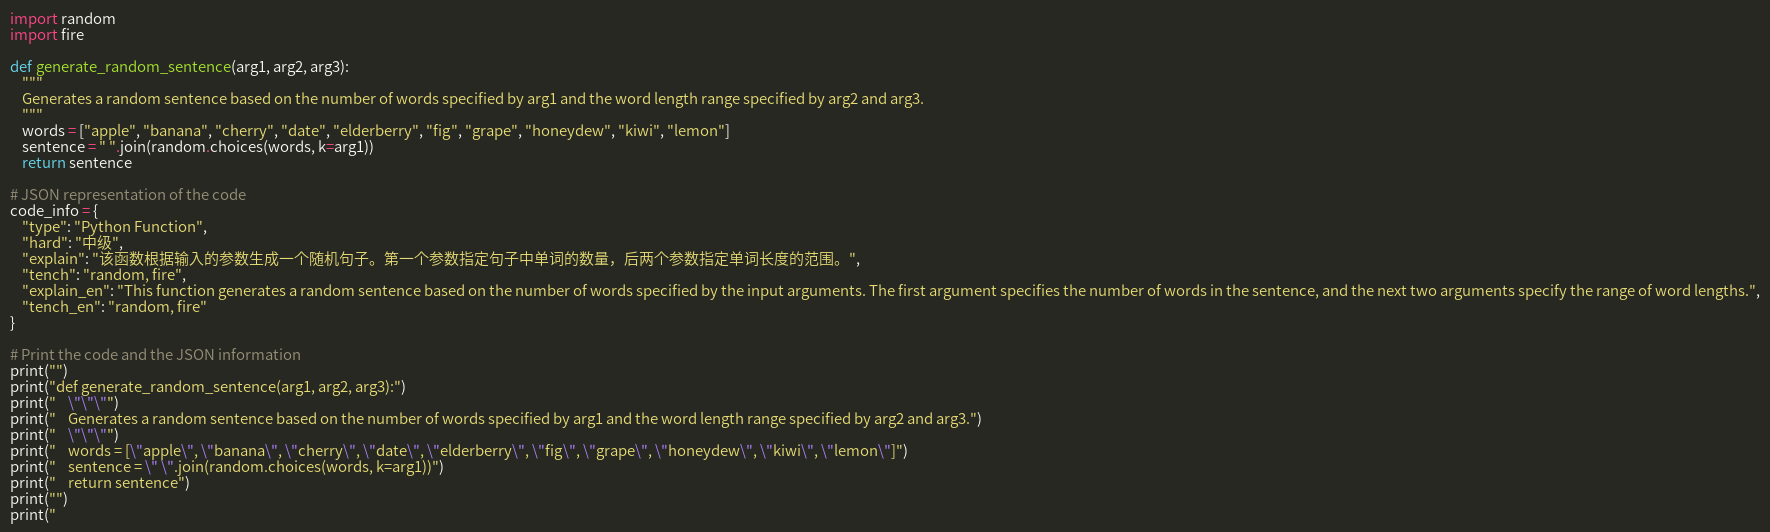 import random
import fire

def generate_random_sentence(arg1, arg2, arg3):
    """
    Generates a random sentence based on the number of words specified by arg1 and the word length range specified by arg2 and arg3.
    """
    words = ["apple", "banana", "cherry", "date", "elderberry", "fig", "grape", "honeydew", "kiwi", "lemon"]
    sentence = " ".join(random.choices(words, k=arg1))
    return sentence

# JSON representation of the code
code_info = {
    "type": "Python Function",
    "hard": "中级",
    "explain": "该函数根据输入的参数生成一个随机句子。第一个参数指定句子中单词的数量，后两个参数指定单词长度的范围。",
    "tench": "random, fire",
    "explain_en": "This function generates a random sentence based on the number of words specified by the input arguments. The first argument specifies the number of words in the sentence, and the next two arguments specify the range of word lengths.",
    "tench_en": "random, fire"
}

# Print the code and the JSON information
print("")
print("def generate_random_sentence(arg1, arg2, arg3):")
print("    \"\"\"")
print("    Generates a random sentence based on the number of words specified by arg1 and the word length range specified by arg2 and arg3.")
print("    \"\"\"")
print("    words = [\"apple\", \"banana\", \"cherry\", \"date\", \"elderberry\", \"fig\", \"grape\", \"honeydew\", \"kiwi\", \"lemon\"]")
print("    sentence = \" \".join(random.choices(words, k=arg1))")
print("    return sentence")
print("")
print("